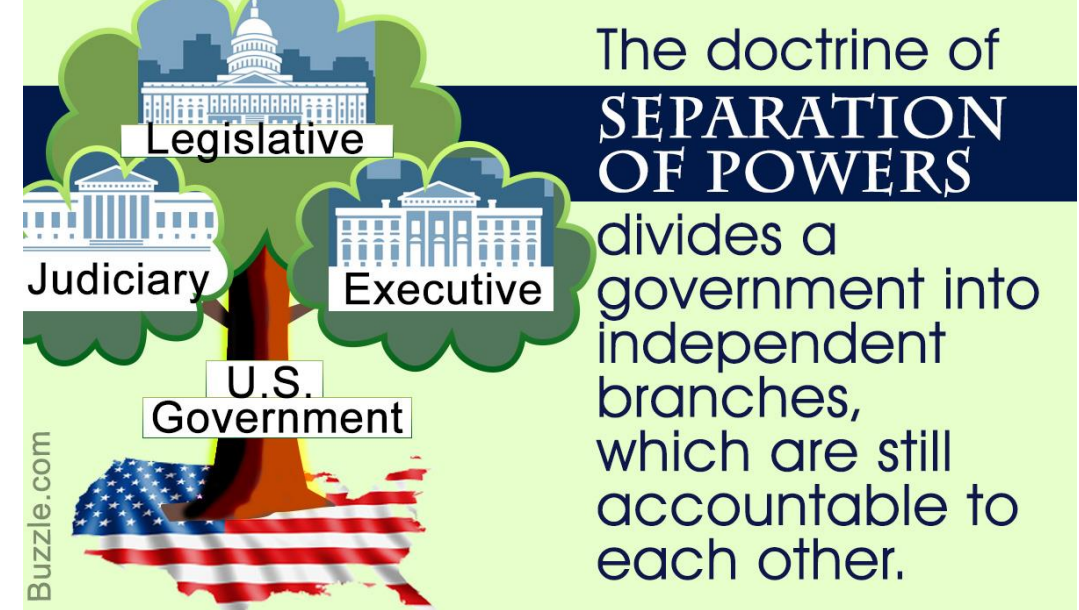 Legislative
Judiciary
Executive
U.S.
Government
Buzzle.com
The doctrine of
SEPARATION
OF POWERS
divides a
government into
independent
branches,
which are still
accountable to
each other.